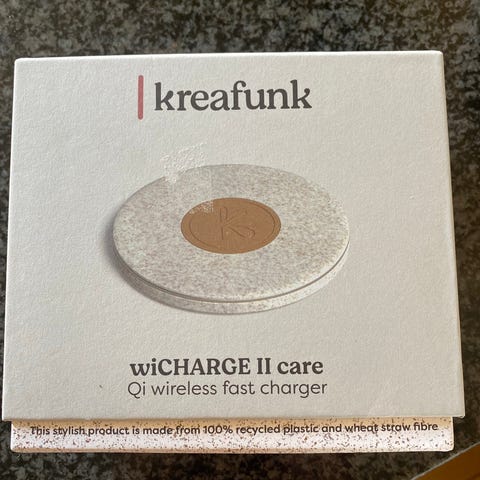 kreafunk
wiCHARGE II care
Qi wireless fast charger
This stylish product is made from 100% recycled plastic and wheat straw fibre